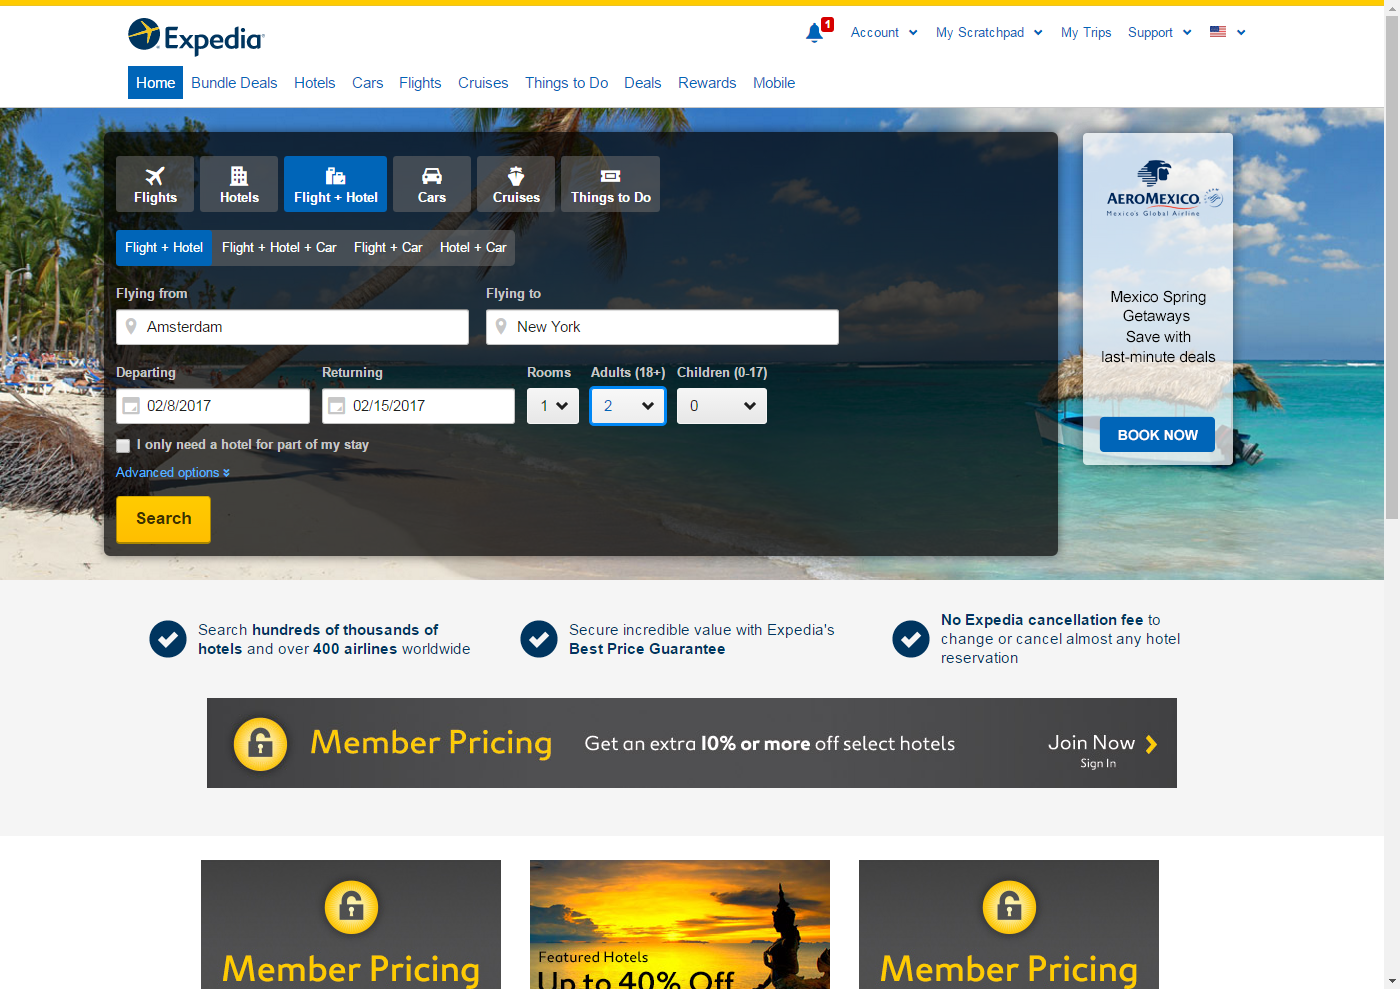 Expedia
1
Account
My Scratchpad
My Trips
Support
Home
Bundle Deals
Hotels
Cars
Flights
Cruises
Things to Do
Deals
Rewards
Mobile
Flights
Hotels
Flight + Hotel
Cars
Cruises
Things to Do
Flight + Hotel
Flight + Hotel + Car
Flight + Car
Hotel + Car
Flying from
Flying to
Amsterdam
New York
Departing
Returning
Rooms
Adults (18+)
Children (0-17)
02/8/2017
02/15/2017
1
2
0
I only need a hotel for part of my stay
Advanced options
Search
AEROMEXICO
Mexico's Global Airline
Mexico Spring
Getaways
Save with
last-minute deals
BOOK NOW
Search hundreds of thousands of
hotels and over 400 airlines worldwide
Secure incredible value with Expedia's
Best Price Guarantee
No Expedia cancellation fee to
change or cancel almost any hotel
reservation
Member Pricing
Get an extra 10% or more off select hotels
Join Now
Sign In
Member Pricing
Featured Hotels
Up to 40% Off
Member Pricing